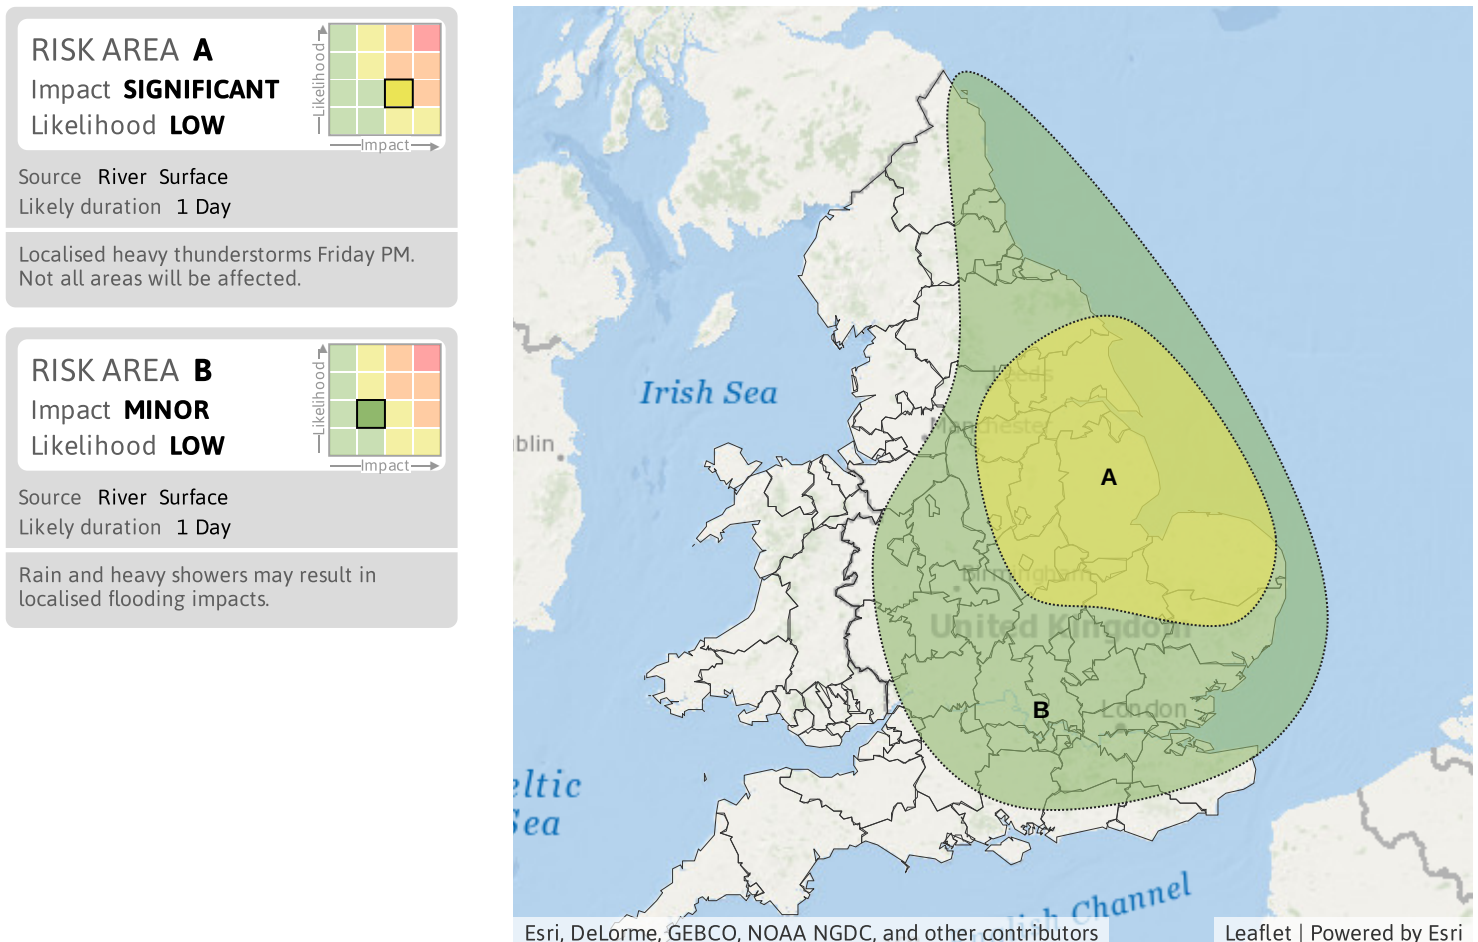 RISK AREA A
Impact SIGNIFICANT
Likelihood LOW
Likelihood
Impact
Source River Surface
Likely duration 1 Day
Localised heavy thunderstorms Friday PM.
Not all areas will be affected.
RISK AREA B
Impact MINOR
Likelihood LOW
Likelihood
Impact
Source River Surface
Likely duration 1 Day
Rain and heavy showers may result in
localised flooding impacts.
Leeds
Irish Sea
Manchester
blin
A
Birmingham
United Kingdom
B
London
eltic
Sea
lish Channel
Esri, DeLorme, GEBCO, NOAA NGDC, and other contributors
Leaflet | Powered by Esri